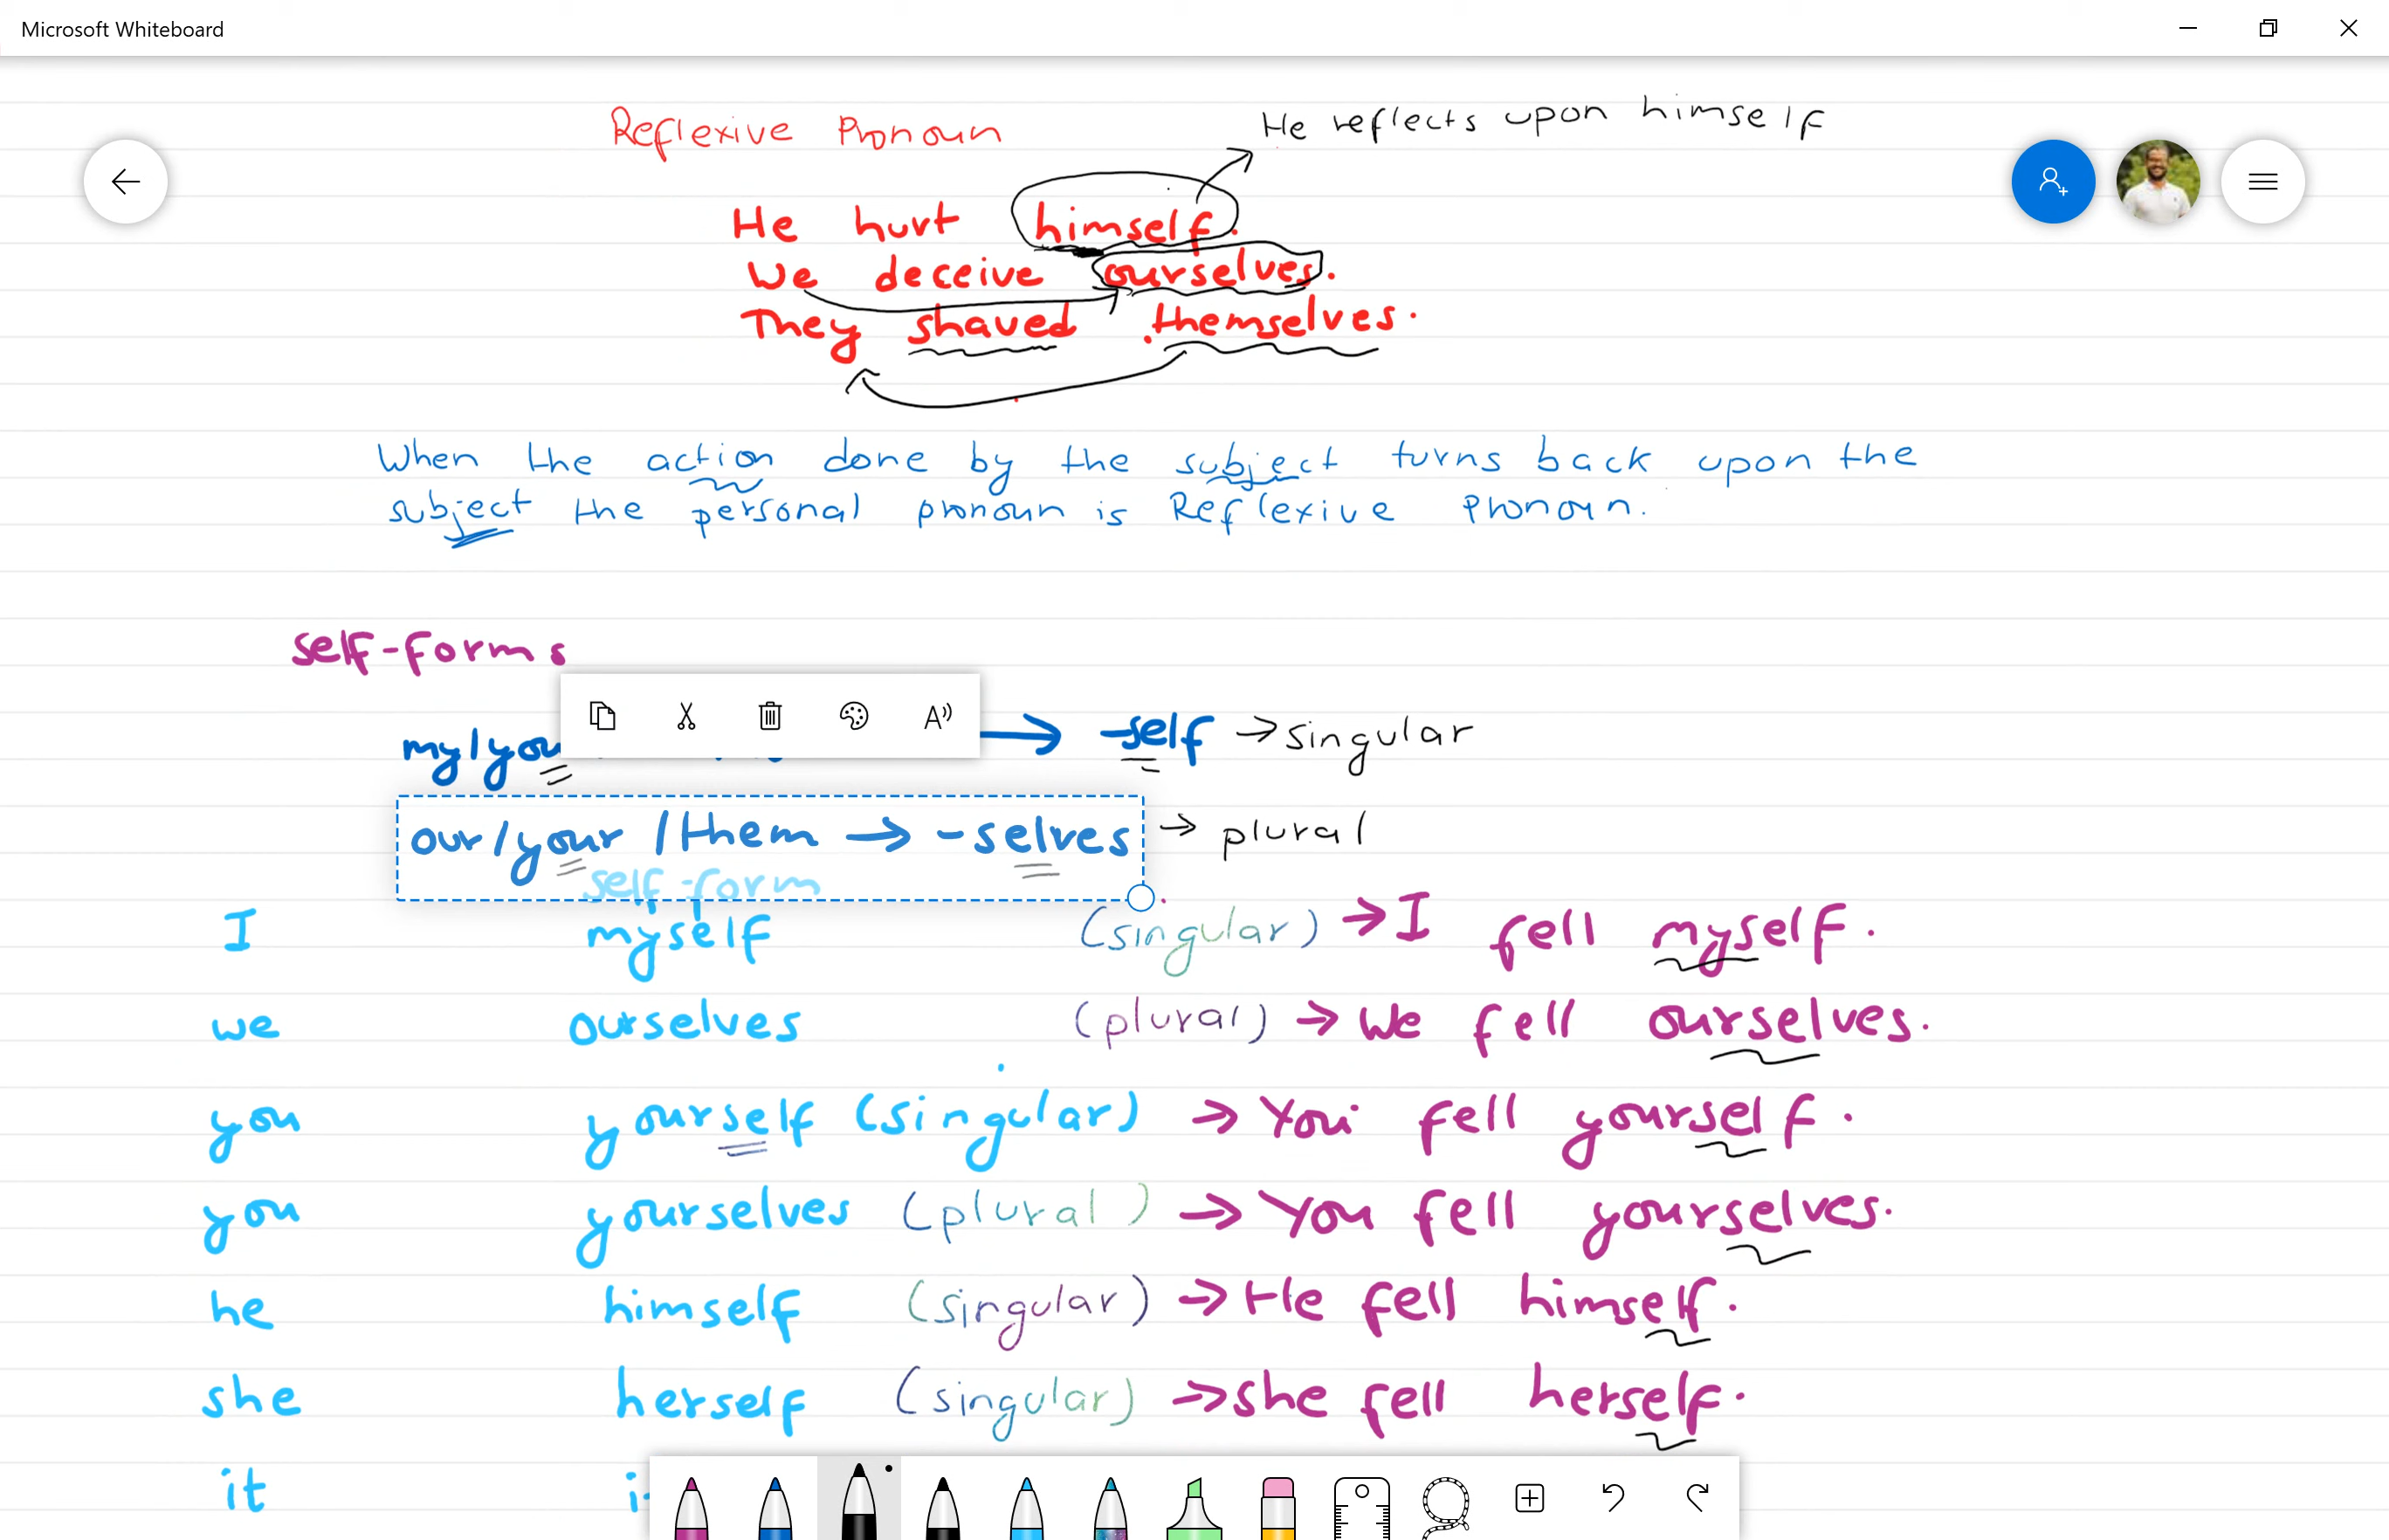 Microsoft Whiteboard
Reflexive Pronoun
He reflects upon himself
He hurt himself.
We deceive ourselves.
They shaved themselves.
When the action done by the subject turns back upon the
subject the personal pronoun is Reflexive Pronoun.
self-forms
A
my/you → -self → singular
our/your /them → -selves → plural
self-form
I myself (singular) → I fell myself.
we ourselves (plural) → We fell ourselves.
you yourself (singular) → You fell yourself.
you yourselves (plural) → You fell yourselves.
he himself (singular) → He fell himself.
she herself (singular) → she fell herself.
it